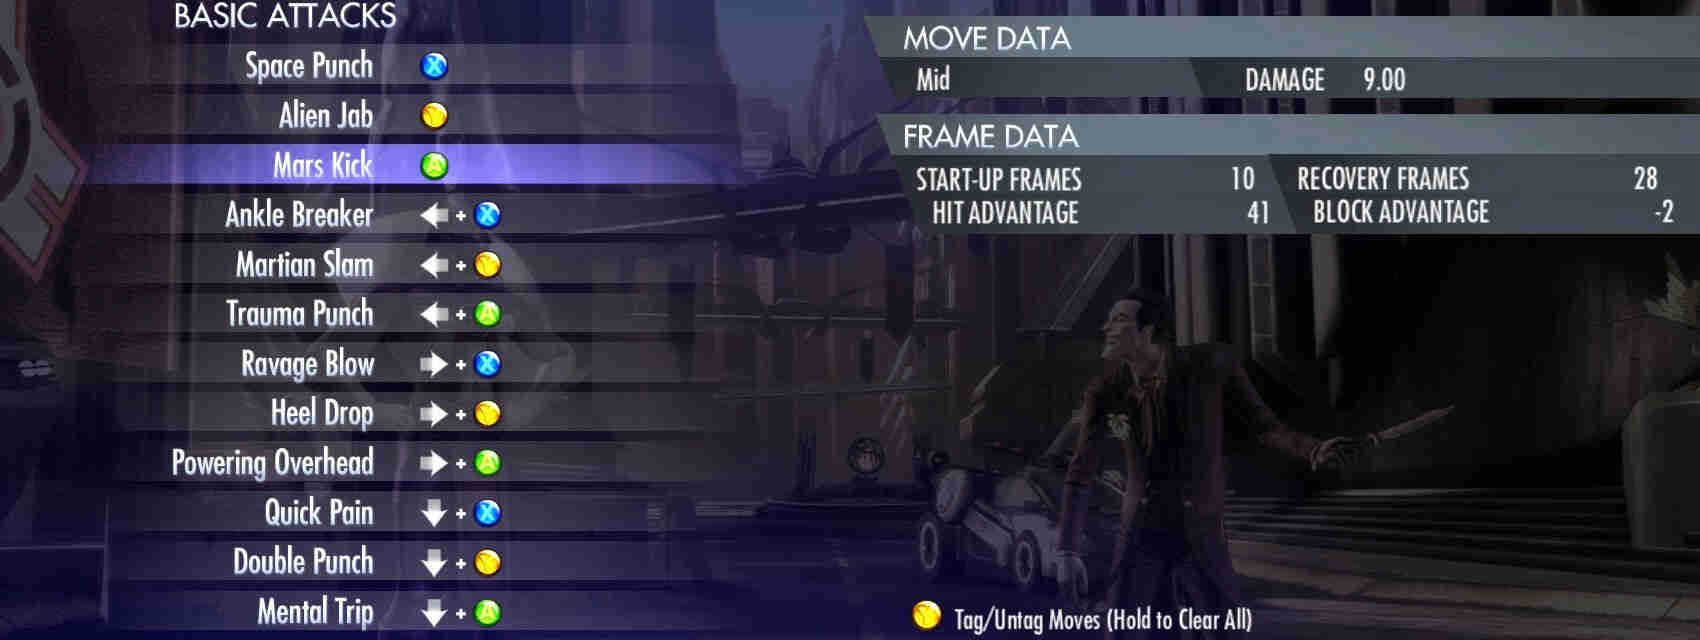 BASIC ATTACKS
Space Punch X
Alien Jab Y
Mars Kick A
Ankle Breaker + X
Martian Slam + Y
Trauma Punch + A
Ravage Blow + X
Heel Drop + Y
Powering Overhead + A
Quick Pain + X
Double Punch + Y
Mental Trip + A
MOVE DATA
Mid DAMAGE 9.00
FRAME DATA
START-UP FRAMES 10 RECOVERY FRAMES 28
HIT ADVANTAGE 41 BLOCK ADVANTAGE -2
Y Tag/Untag Moves (Hold to Clear All)